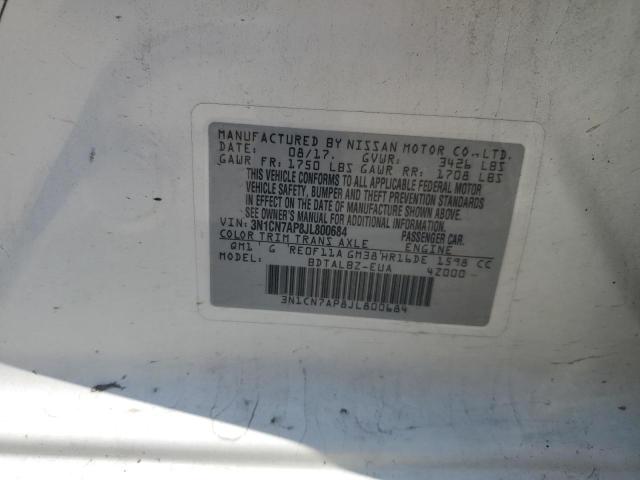 MANUFACTURED BY NISSAN MOTOR CO.,LTD.
DATE: 08/17. GVWR: 3426 LBS
GAWR FR: 1750 LBS GAWR RR: 1708 LBS
THIS VEHICLE CONFORMS TO ALL APPLICABLE FEDERAL MOTOR
VEHICLE SAFETY, BUMPER AND THEFT PREVENTION STANDARDS
IN EFFECT ON THE DATE OF MANUFACTURE SHOWN ABOVE.
SEE OWNER'S MANUAL FOR ADDITIONAL INFORMATION.
VIN: 3N1CN7AP8JL800684 PASSENGER CAR.
COLOR TRIM TRANS AXLE ENGINE
QM1 G RE0F11A GM38 HR16DE 1598 CC
MODEL BDTALBZ-EUA 4Z000
3N1CN7AP8JL800684